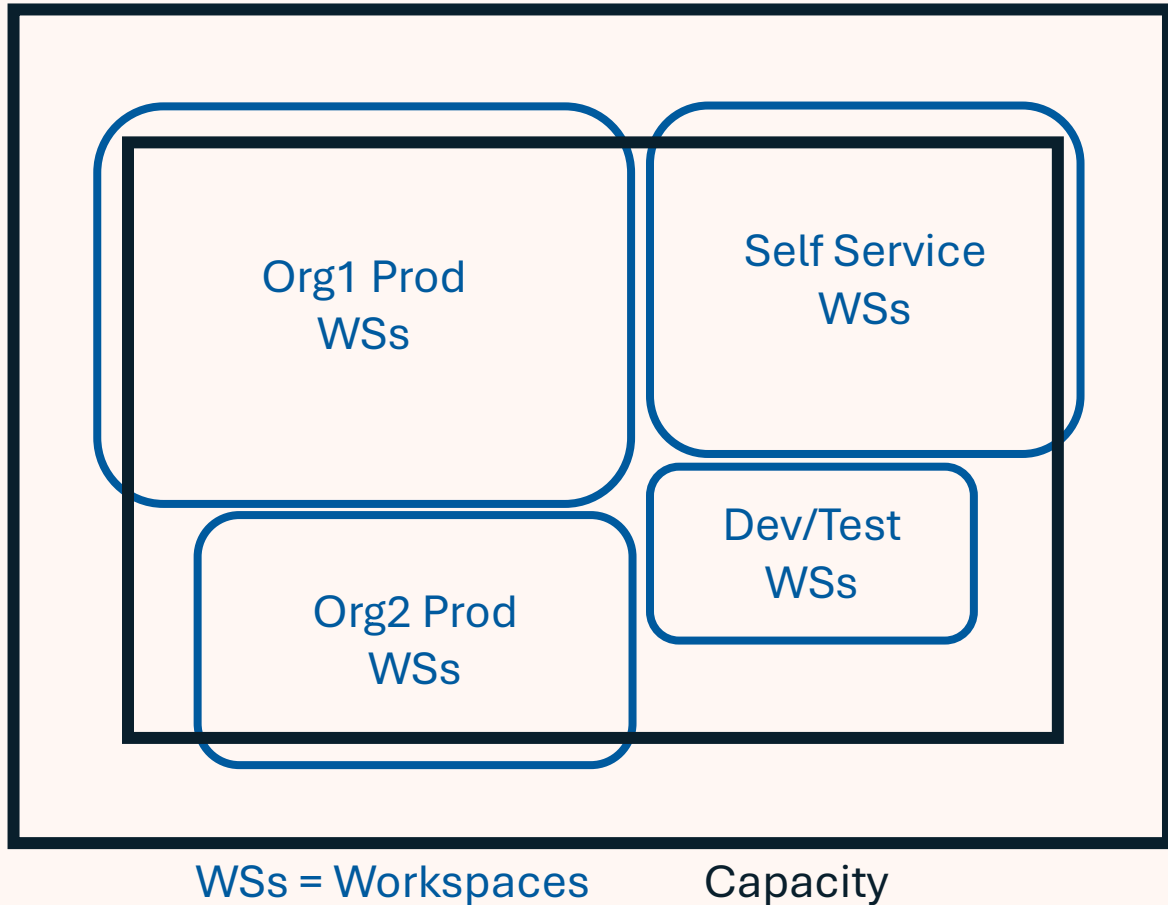 Org1 Prod
WSs
Self Service
WSs
Org2 Prod
WSs
Dev/Test
WSs
WSs = Workspaces
Capacity